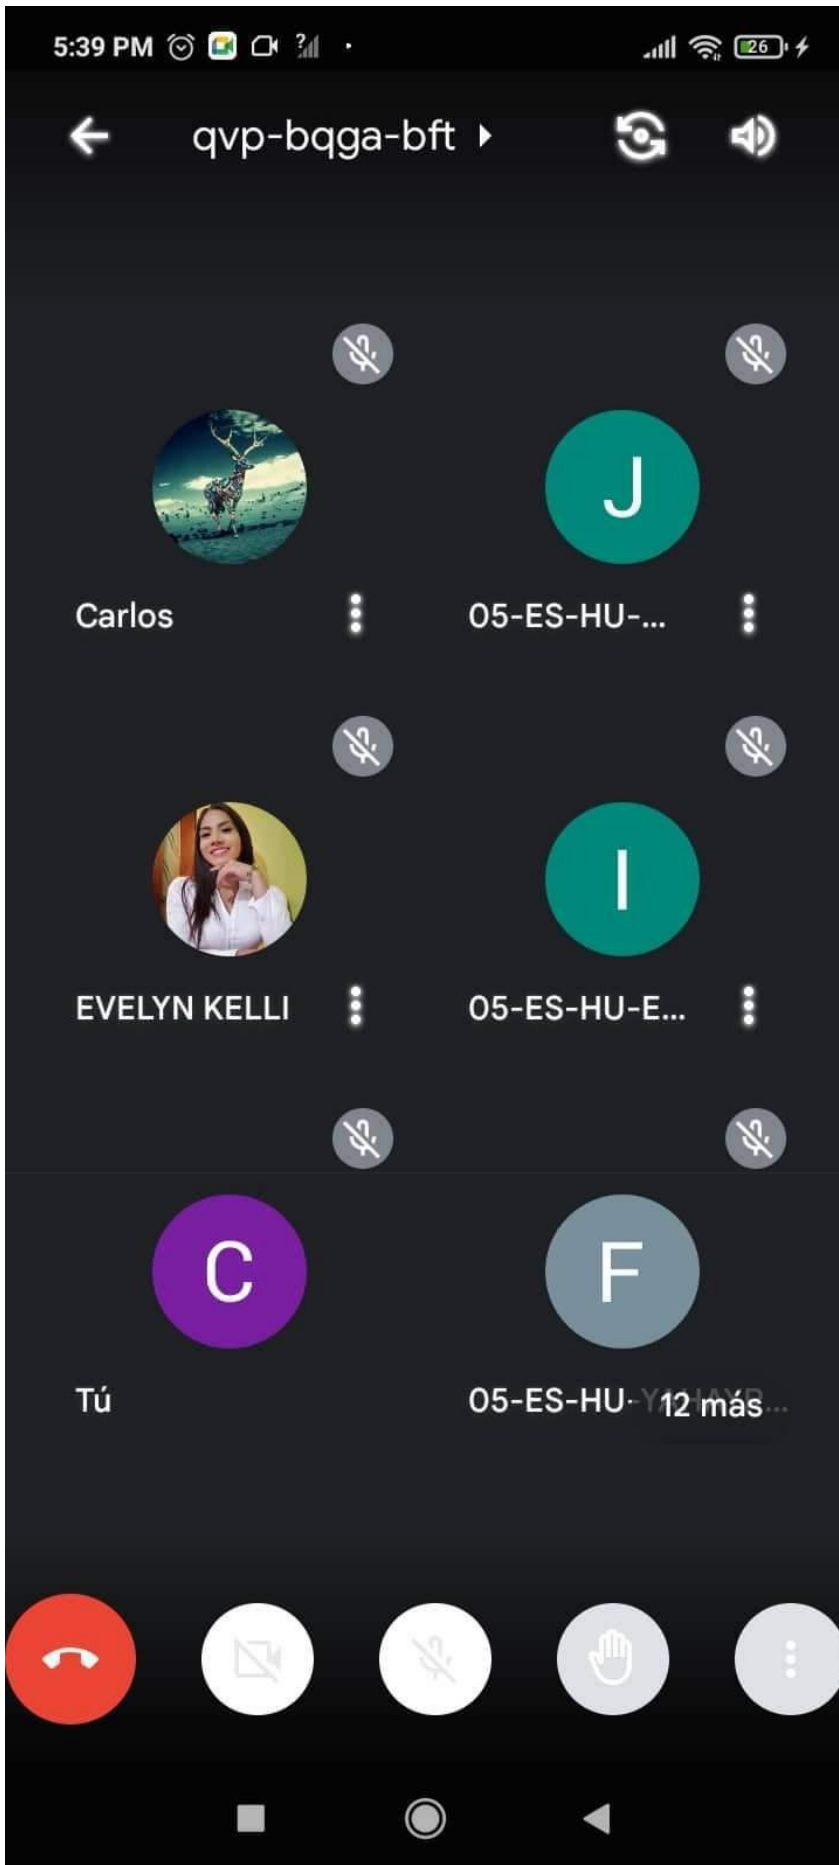 5:39 PM
26
qvp-bqga-bft
J
Carlos
05-ES-HU-...
I
EVELYN KELLI
05-ES-HU-E...
C
F
Tú
05-ES-HU-
12 más